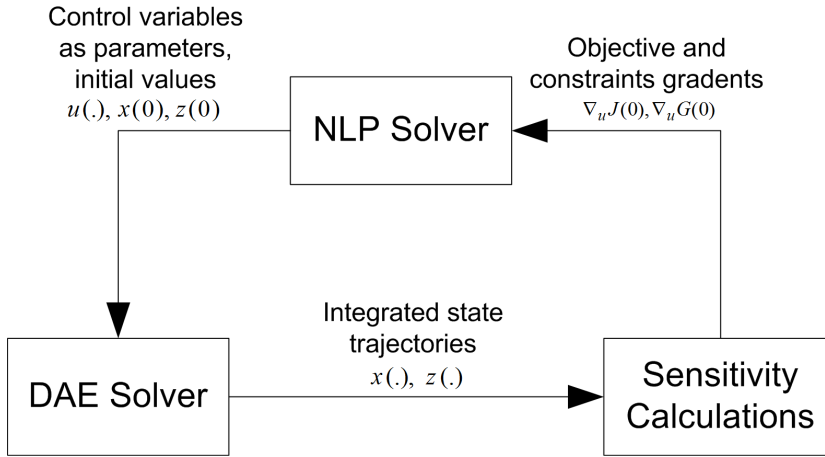 Control variables
as parameters,
initial values
u(.), x(0), z(0)
NLP Solver
Objective and
constraints gradents
∇uJ(0),∇uG(0)
DAE Solver
Integrated state
trajectories
x(.), z(.)
Sensitivity
Calculations